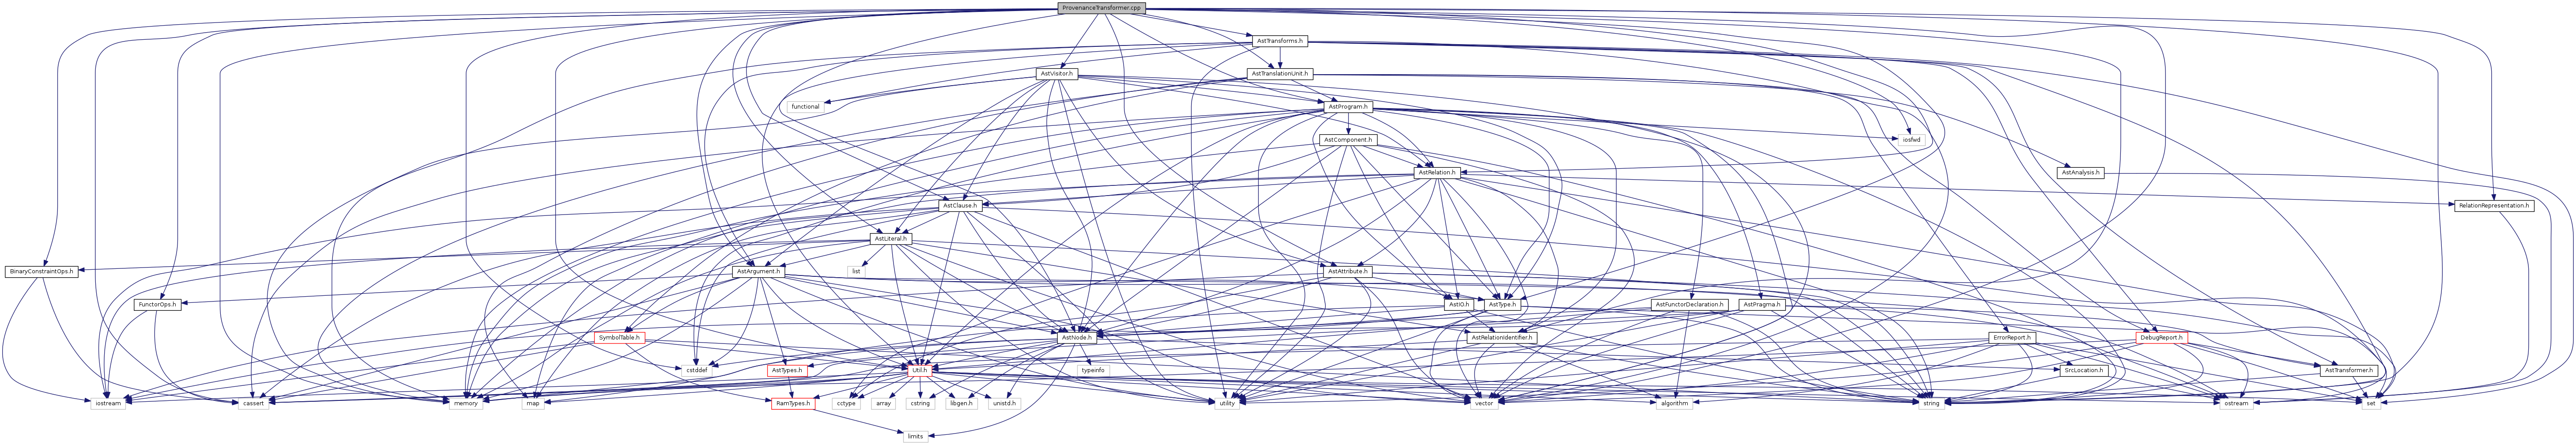 ProvenanceTransformer.cpp
AstTransforms.h
AstVisitor.h
AstTranslationUnit.h
functional
AstProgram.h
AstComponent.h
iosfwd
AstRelation.h
AstAnalysis.h
AstClause.h
RelationRepresentation.h
AstLiteral.h
BinaryConstraintOps.h
list
AstArgument.h
AstAttribute.h
FunctorOps.h
AstIO.h
AstType.h
AstFunctorDeclaration.h
AstPragma.h
SymbolTable.h
AstNode.h
AstRelationIdentifier.h
ErrorReport.h
DebugReport.h
cstddef
AstTypes.h
Util.h
typeinfo
SrcLocation.h
AstTransformer.h
iostream
cassert
memory
map
RamTypes.h
cctype
array
cstring
libgen.h
unistd.h
utility
vector
algorithm
string
ostream
set
limits